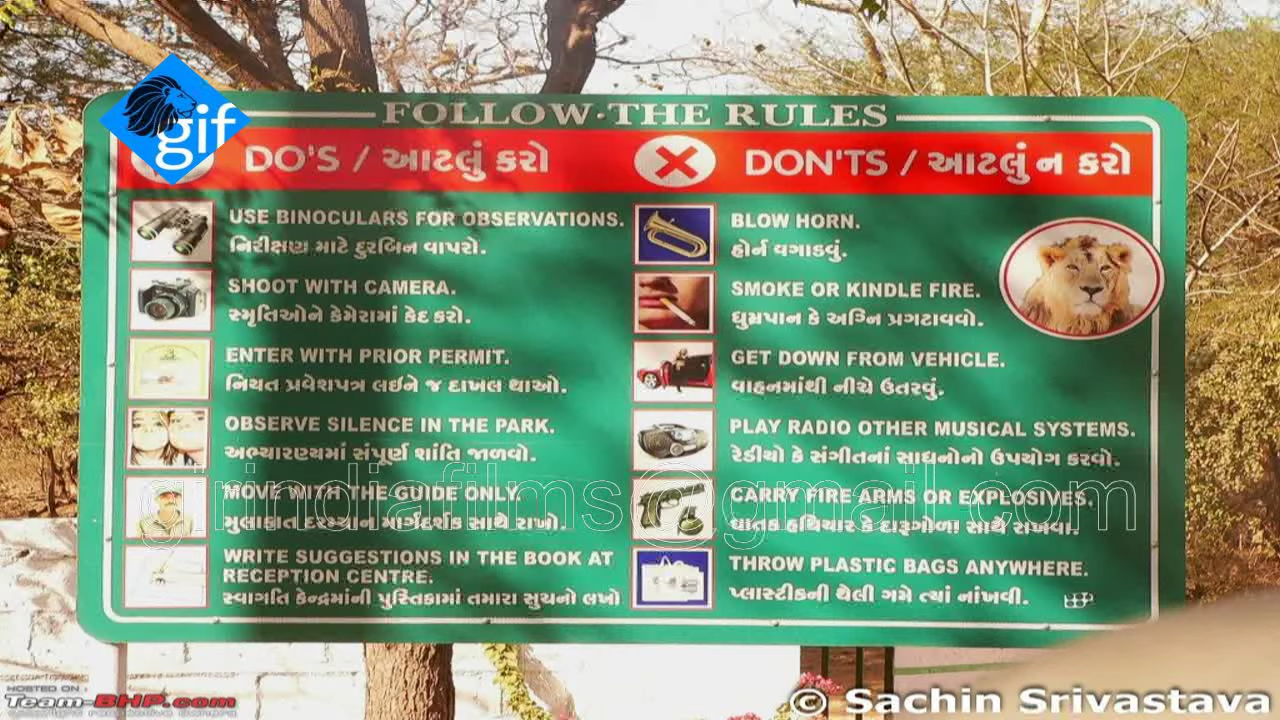 gif
FOLLOW·THE RULES
DO'S / આટલું કરો
USE BINOCULARS FOR OBSERVATIONS.
નિરીક્ષણ માટે દુરબિન વાપરો.
SHOOT WITH CAMERA.
સ્મૃતિઓને કેમેરામાં કેદ કરો.
ENTER WITH PRIOR PERMIT.
નિયત પ્રવેશપત્ર લઈને જ દાખલ થાઓ.
OBSERVE SILENCE IN THE PARK.
અભ્યારણ્યમાં સંપૂર્ણ શાંતિ જાળવો.
MOVE WITH THE GUIDE ONLY.
મુલાકાત દરમ્યાન માર્ગદર્શક સાથે રાખો.
WRITE SUGGESTIONS IN THE BOOK AT
RECEPTION CENTRE.
સ્વાગતિ કેન્દ્રમાંની પુસ્તિકામાં તમારા સુચનો લખો
DON'TS / આટલું ન કરો
BLOW HORN.
હોર્ન વગાડવું.
SMOKE OR KINDLE FIRE.
ધુમ્રપાન કે અગ્નિ પ્રગટાવવો.
GET DOWN FROM VEHICLE.
વાહનમાંથી નીચે ઉતરવું.
PLAY RADIO OTHER MUSICAL SYSTEMS.
રેડીયો કે સંગીતનાં સાધનોનો ઉપયોગ કરવો.
CARRY FIRE ARMS OR EXPLOSIVES.
ઘાતક હથિયાર કે દારૂગોળા સાથે રાખવા.
THROW PLASTIC BAGS ANYWHERE.
પ્લાસ્ટીકની થેલી ગમે ત્યાં નાંખવી.
girindiafilms@gmail.com
HOSTED ON :
Team-BHP.com
© Sachin Srivastava